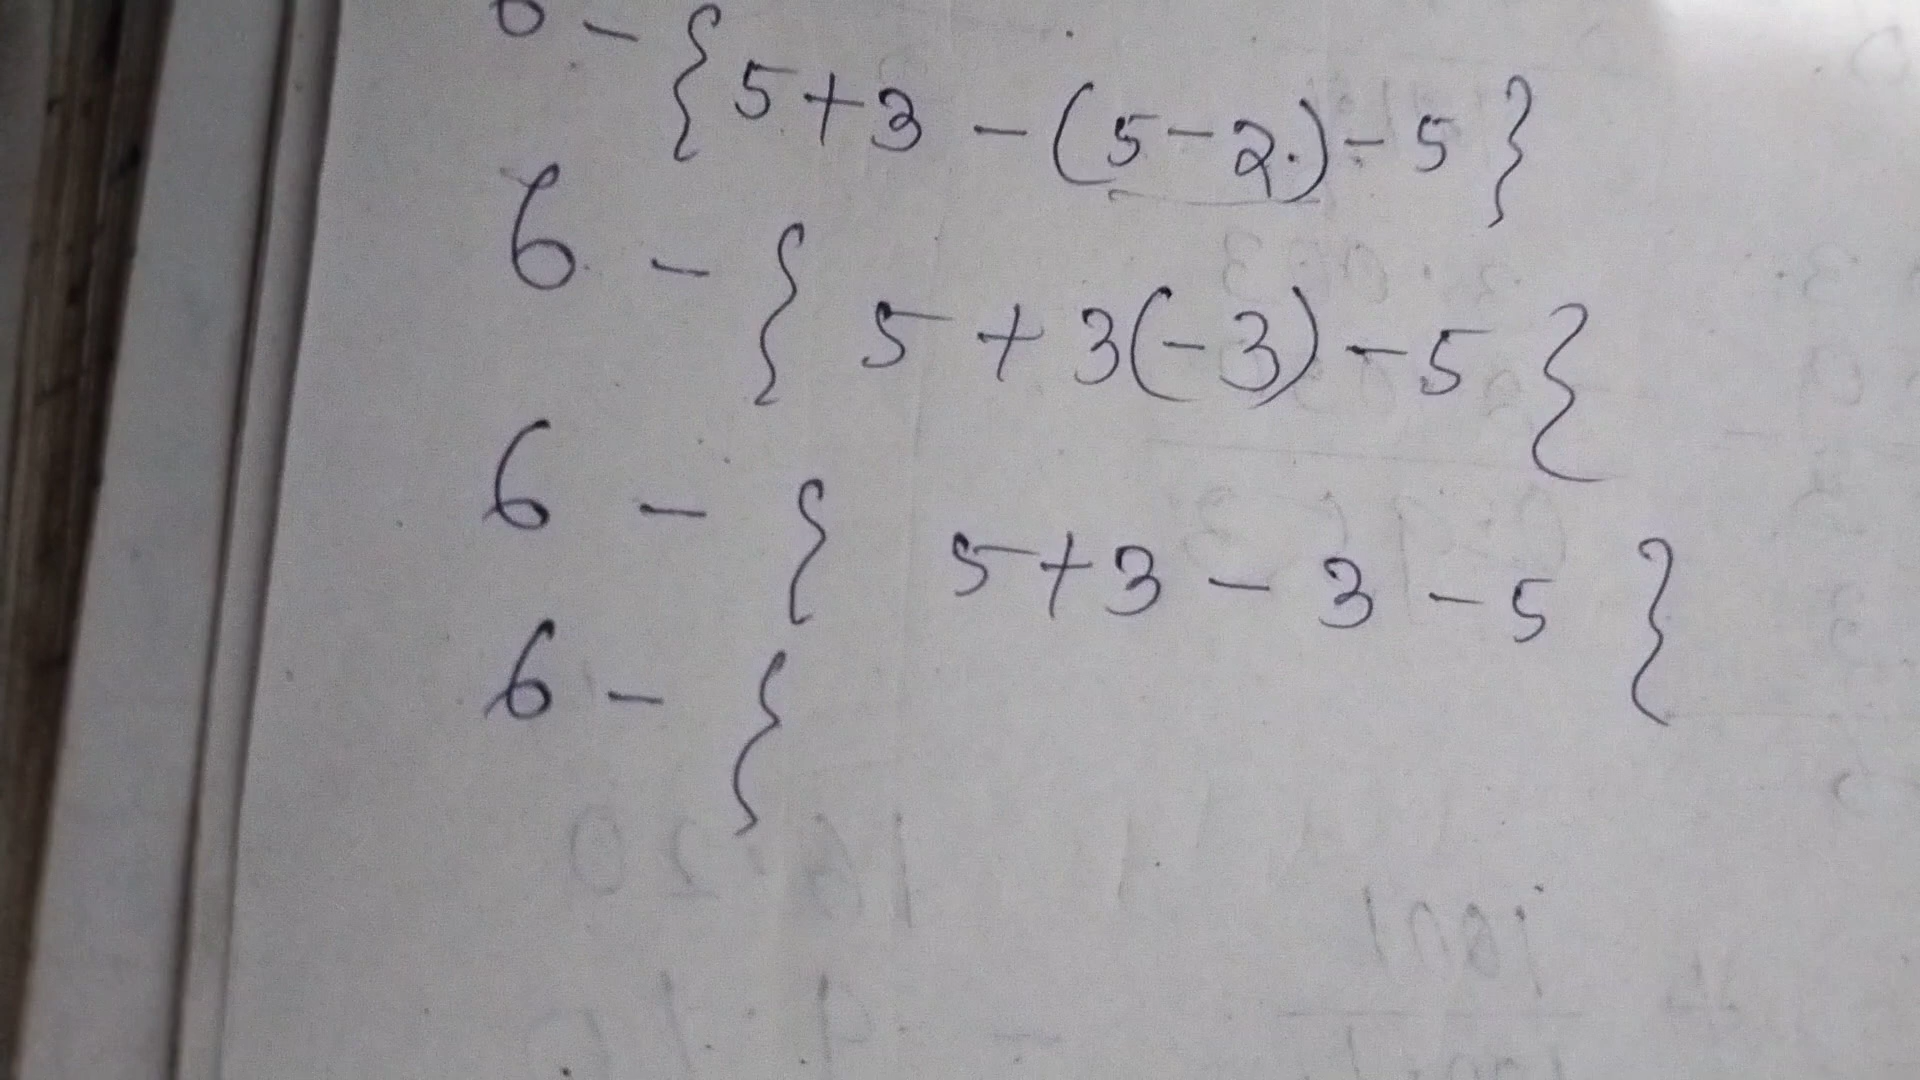 6 - {5+3 - (5-2.) - 5}
6 - { 5 + 3(-3) - 5 }
6 - { 5+3 - 3 - 5 }
6 - {